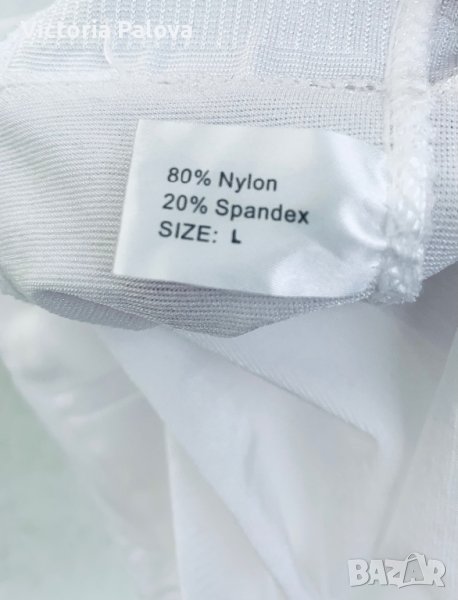 Victoria Palova
80% Nylon
20% Spandex
SIZE: L
BAZAR